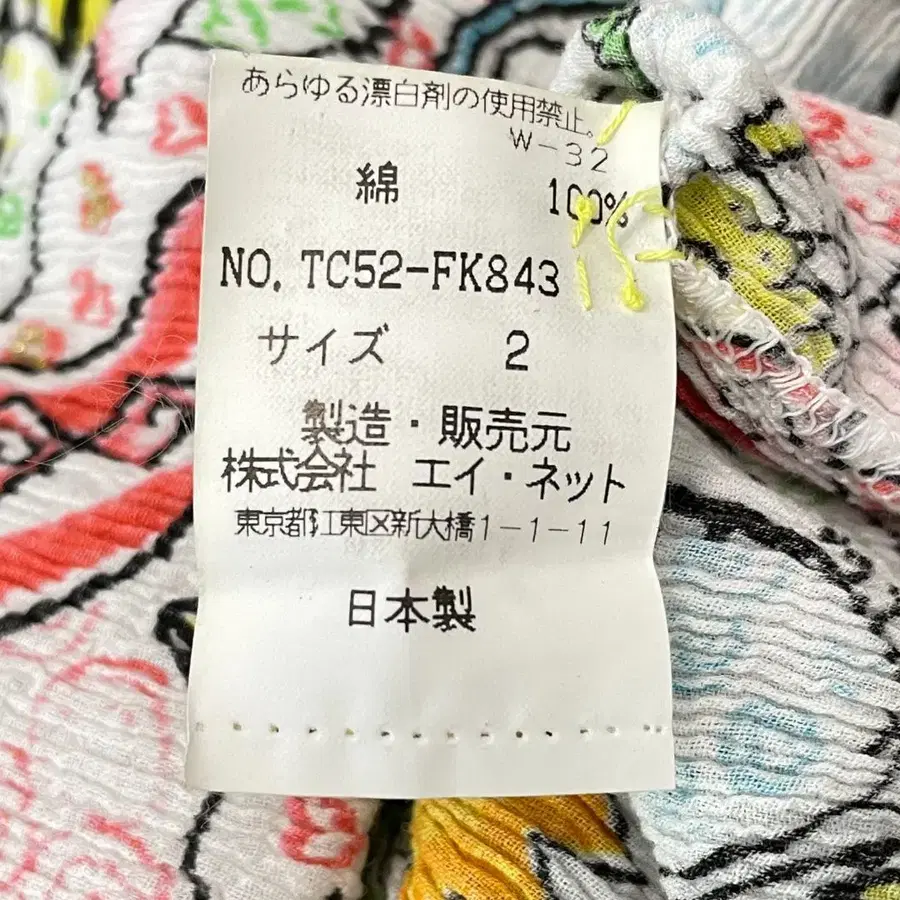 あらゆる漂白剤の使用禁止。
W-32
綿 100%
NO. TC52-FK843
サイズ 2
製造・販売元
株式会社 エイ・ネット
東京都江東区新大橋1-1-11
日本製